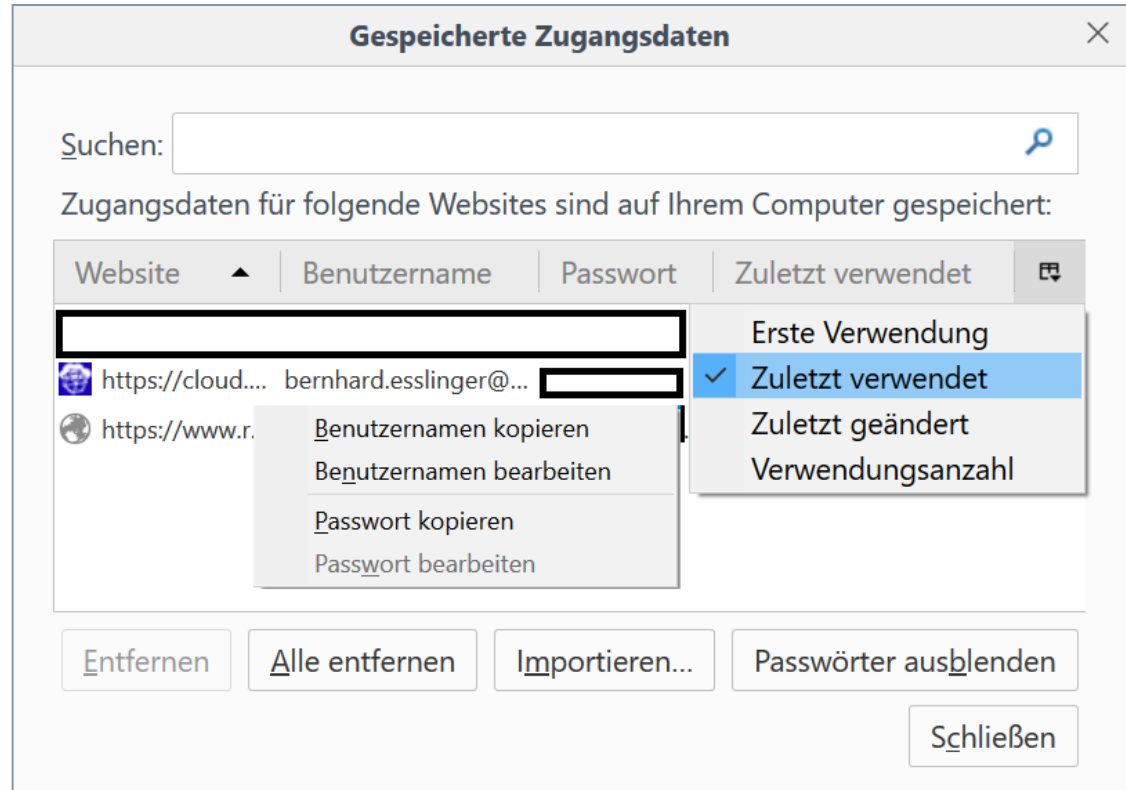 Gespeicherte Zugangsdaten
Suchen:
Zugangsdaten für folgende Websites sind auf Ihrem Computer gespeichert:
Website Benutzername Passwort Zuletzt verwendet
Erste Verwendung
https://cloud.... bernhard.esslinger@... Zuletzt verwendet
https://www.r. Benutzernamen kopieren Zuletzt geändert
Benutzernamen bearbeiten Verwendungsanzahl
Passwort kopieren
Passwort bearbeiten
Entfernen Alle entfernen Importieren... Passwörter ausblenden
Schließen